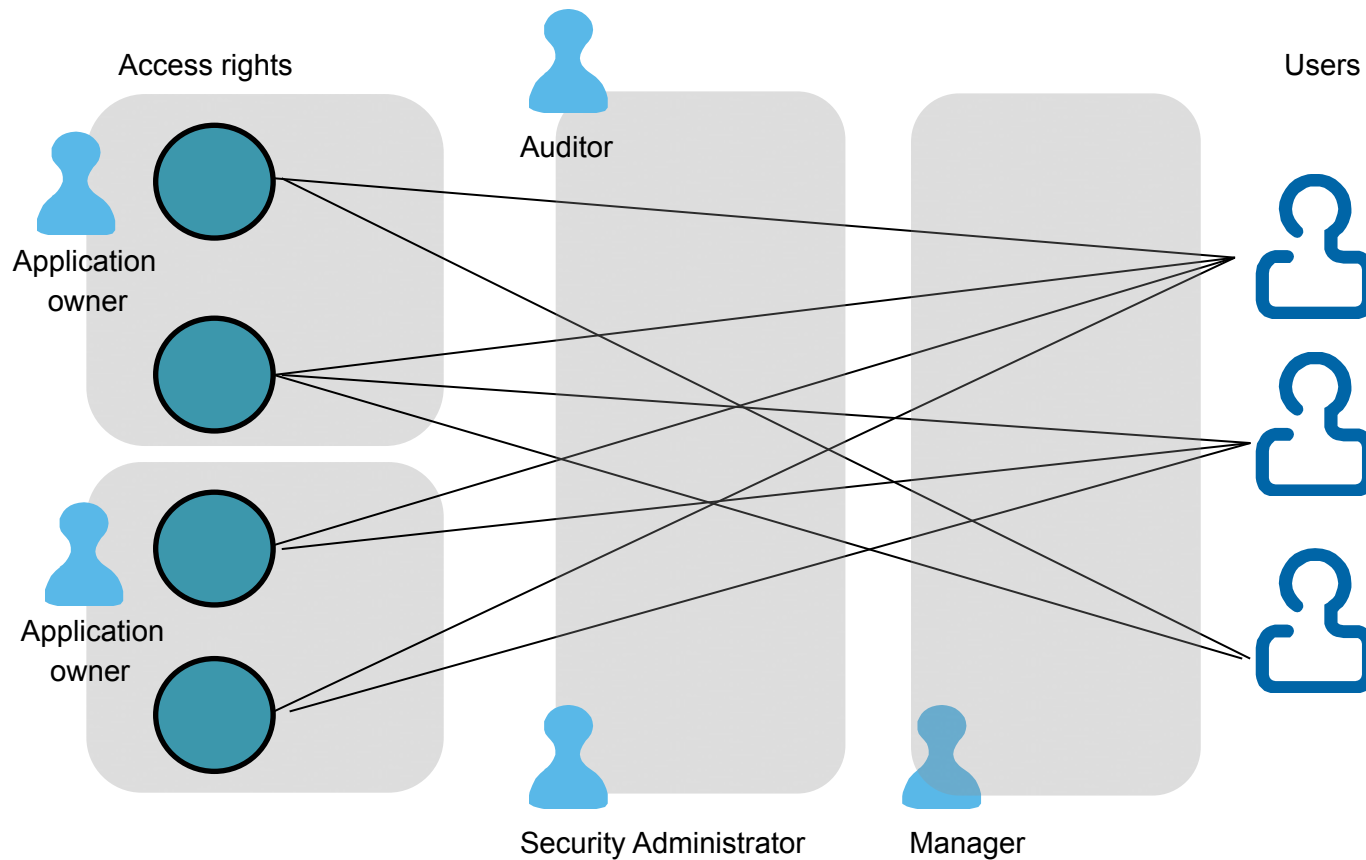 Access rights
Users
Auditor
Application
owner
Application
owner
Security Administrator
Manager